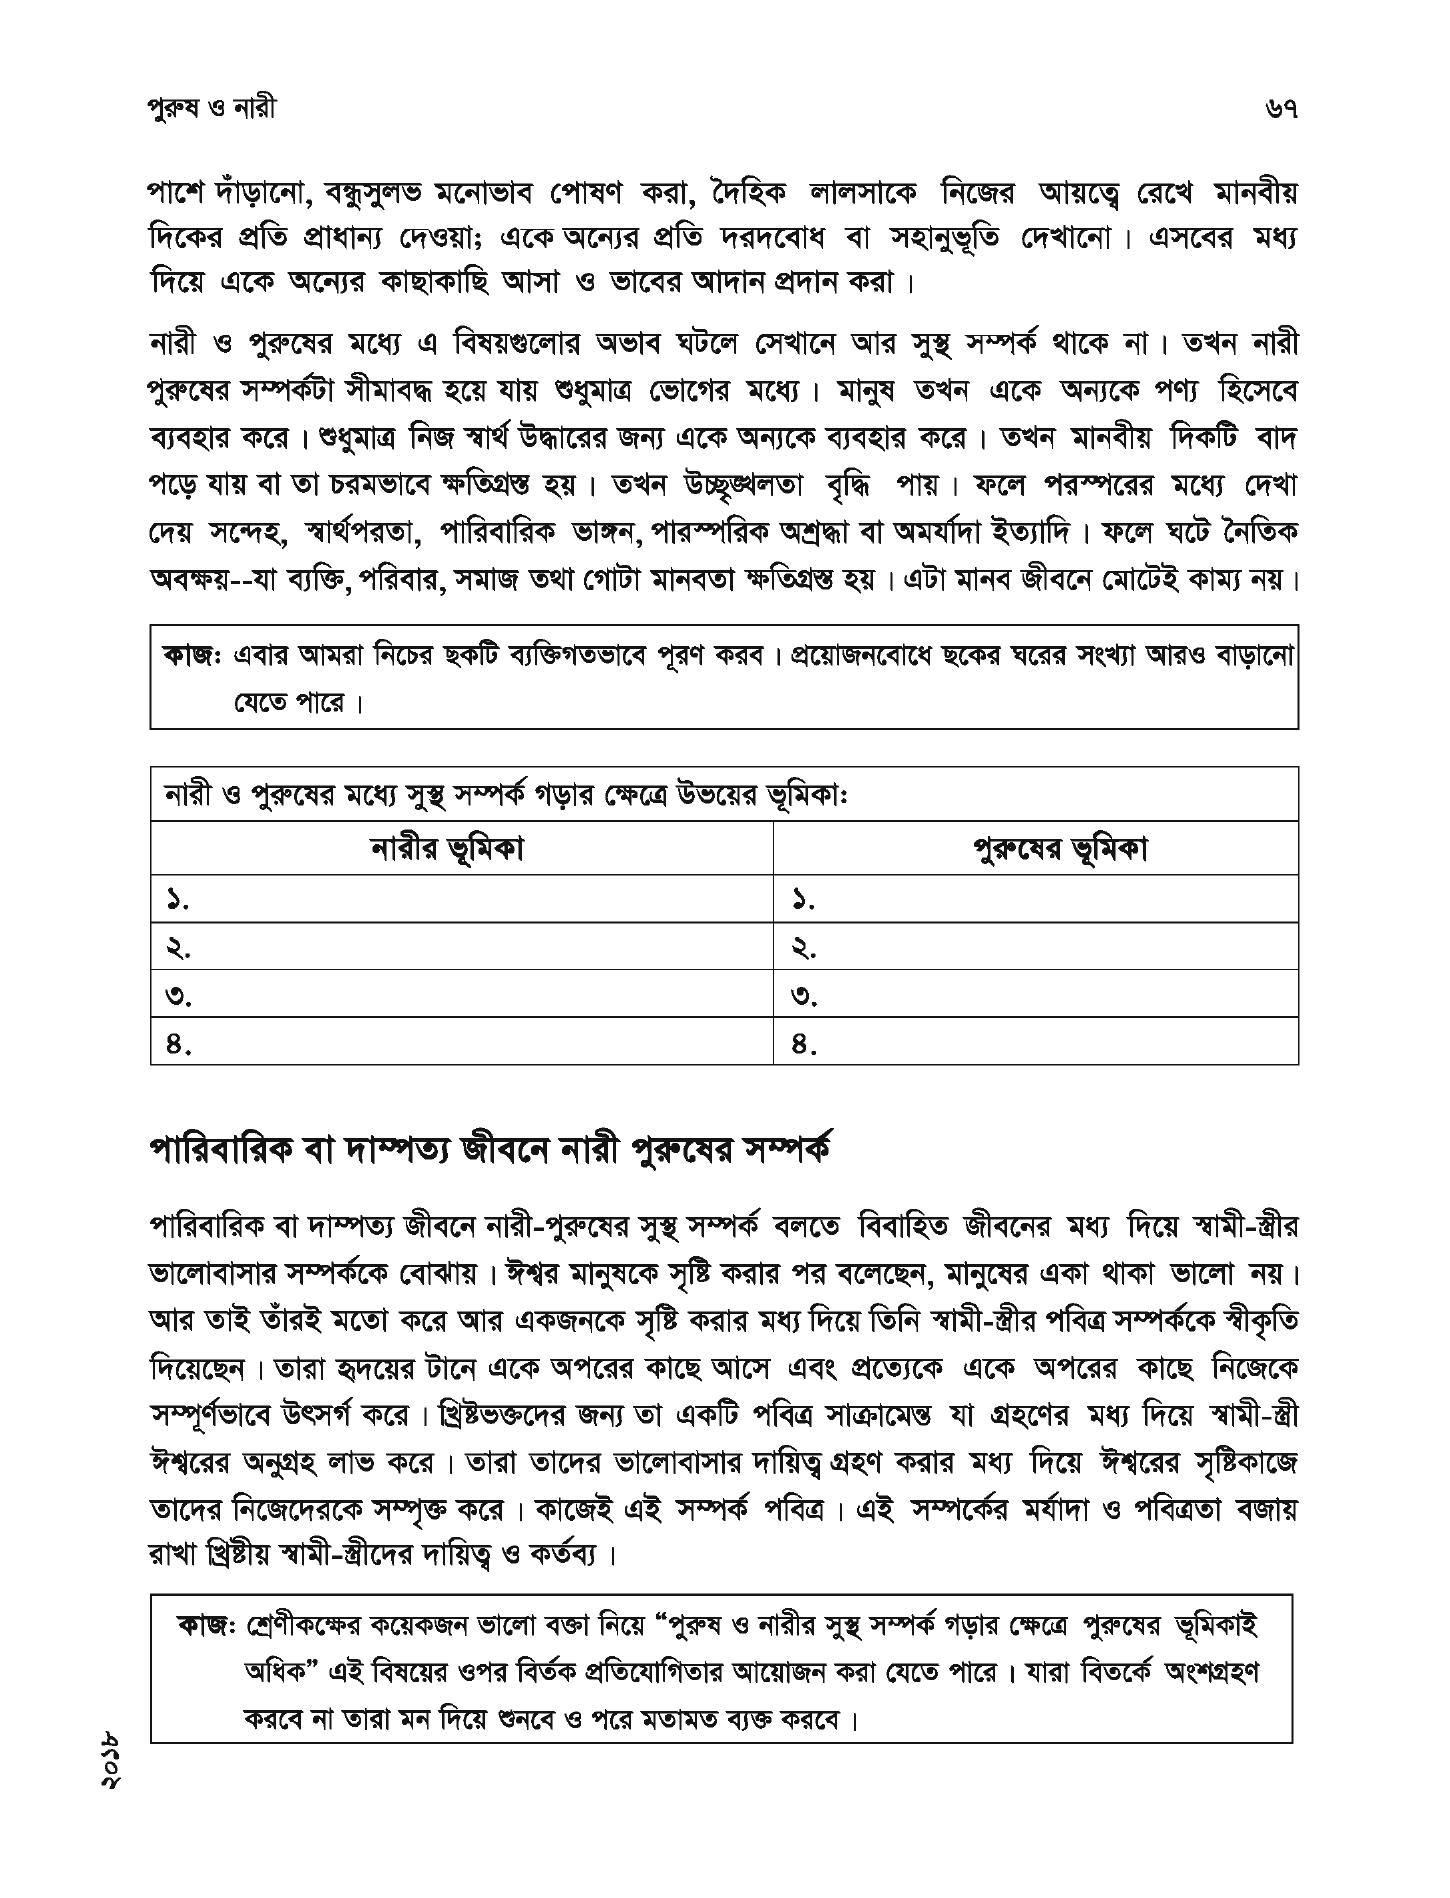 পুরুষ ও নারী
৬৭
পাশে দাঁড়ানো, বন্ধুসুলভ মনোভাব পোষণ করা, দৈহিক লালসাকে নিজের আয়ত্বে রেখে মানবীয়
দিকের প্রতি প্রাধান্য দেওয়া; একে অন্যের প্রতি দরদবোধ বা সহানুভূতি দেখানো। এসবের মধ্য
দিয়ে একে অন্যের কাছাকাছি আসা ও ভাবের আদান প্রদান করা।
নারী ও পুরুষের মধ্যে এ বিষয়গুলোর অভাব ঘটলে সেখানে আর সুস্থ সম্পর্ক থাকে না। তখন নারী
পুরুষের সম্পর্কটা সীমাবদ্ধ হয়ে যায় শুধুমাত্র ভোগের মধ্যে। মানুষ তখন একে অন্যকে পণ্য হিসেবে
ব্যবহার করে। শুধুমাত্র নিজ স্বার্থ উদ্ধারের জন্য একে অন্যকে ব্যবহার করে। তখন মানবীয় দিকটি বাদ
পড়ে যায় বা তা চরমভাবে ক্ষতিগ্রস্ত হয়। তখন উচ্ছৃঙ্খলতা বৃদ্ধি পায়। ফলে পরস্পরের মধ্যে দেখা
দেয় সন্দেহ, স্বার্থপরতা, পারিবারিক ভাঙ্গন, পারস্পরিক অশ্রদ্ধা বা অমর্যাদা ইত্যাদি। ফলে ঘটে নৈতিক
অবক্ষয়--যা ব্যক্তি, পরিবার, সমাজ তথা গোটা মানবতা ক্ষতিগ্রস্ত হয়। এটা মানব জীবনে মোটেই কাম্য নয়।
কাজ: এবার আমরা নিচের ছকটি ব্যক্তিগতভাবে পূরণ করব। প্রয়োজনবোধে ছকের ঘরের সংখ্যা আরও বাড়ানো
যেতে পারে।
নারী ও পুরুষের মধ্যে সুস্থ সম্পর্ক গড়ার ক্ষেত্রে উভয়ের ভূমিকা:
নারীর ভূমিকা পুরুষের ভূমিকা
১. ১.
২. ২.
৩. ৩.
৪. ৪.
পারিবারিক বা দাম্পত্য জীবনে নারী পুরুষের সম্পর্ক
পারিবারিক বা দাম্পত্য জীবনে নারী-পুরুষের সুস্থ সম্পর্ক বলতে বিবাহিত জীবনের মধ্য দিয়ে স্বামী-স্ত্রীর
ভালোবাসার সম্পর্ককে বোঝায়। ঈশ্বর মানুষকে সৃষ্টি করার পর বলেছেন, মানুষের একা থাকা ভালো নয়।
আর তাই তাঁরই মতো করে আর একজনকে সৃষ্টি করার মধ্য দিয়ে তিনি স্বামী-স্ত্রীর পবিত্র সম্পর্ককে স্বীকৃতি
দিয়েছেন। তারা হৃদয়ের টানে একে অপরের কাছে আসে এবং প্রত্যেকে একে অপরের কাছে নিজেকে
সম্পূর্ণভাবে উৎসর্গ করে। খ্রিষ্টভক্তদের জন্য তা একটি পবিত্র সাক্রামেন্ত যা গ্রহণের মধ্য দিয়ে স্বামী-স্ত্রী
ঈশ্বরের অনুগ্রহ লাভ করে। তারা তাদের ভালোবাসার দায়িত্ব গ্রহণ করার মধ্য দিয়ে ঈশ্বরের সৃষ্টিকাজে
তাদের নিজেদেরকে সম্পৃক্ত করে। কাজেই এই সম্পর্ক পবিত্র। এই সম্পর্কের মর্যাদা ও পবিত্রতা বজায়
রাখা খ্রিষ্টীয় স্বামী-স্ত্রীদের দায়িত্ব ও কর্তব্য।
কাজ: শ্রেণীকক্ষের কয়েকজন ভালো বক্তা নিয়ে “পুরুষ ও নারীর সুস্থ সম্পর্ক গড়ার ক্ষেত্রে পুরুষের ভূমিকাই
অধিক” এই বিষয়ের ওপর বির্তক প্রতিযোগিতার আয়োজন করা যেতে পারে। যারা বিতর্কে অংশগ্রহণ
করবে না তারা মন দিয়ে শুনবে ও পরে মতামত ব্যক্ত করবে।
২০১৮